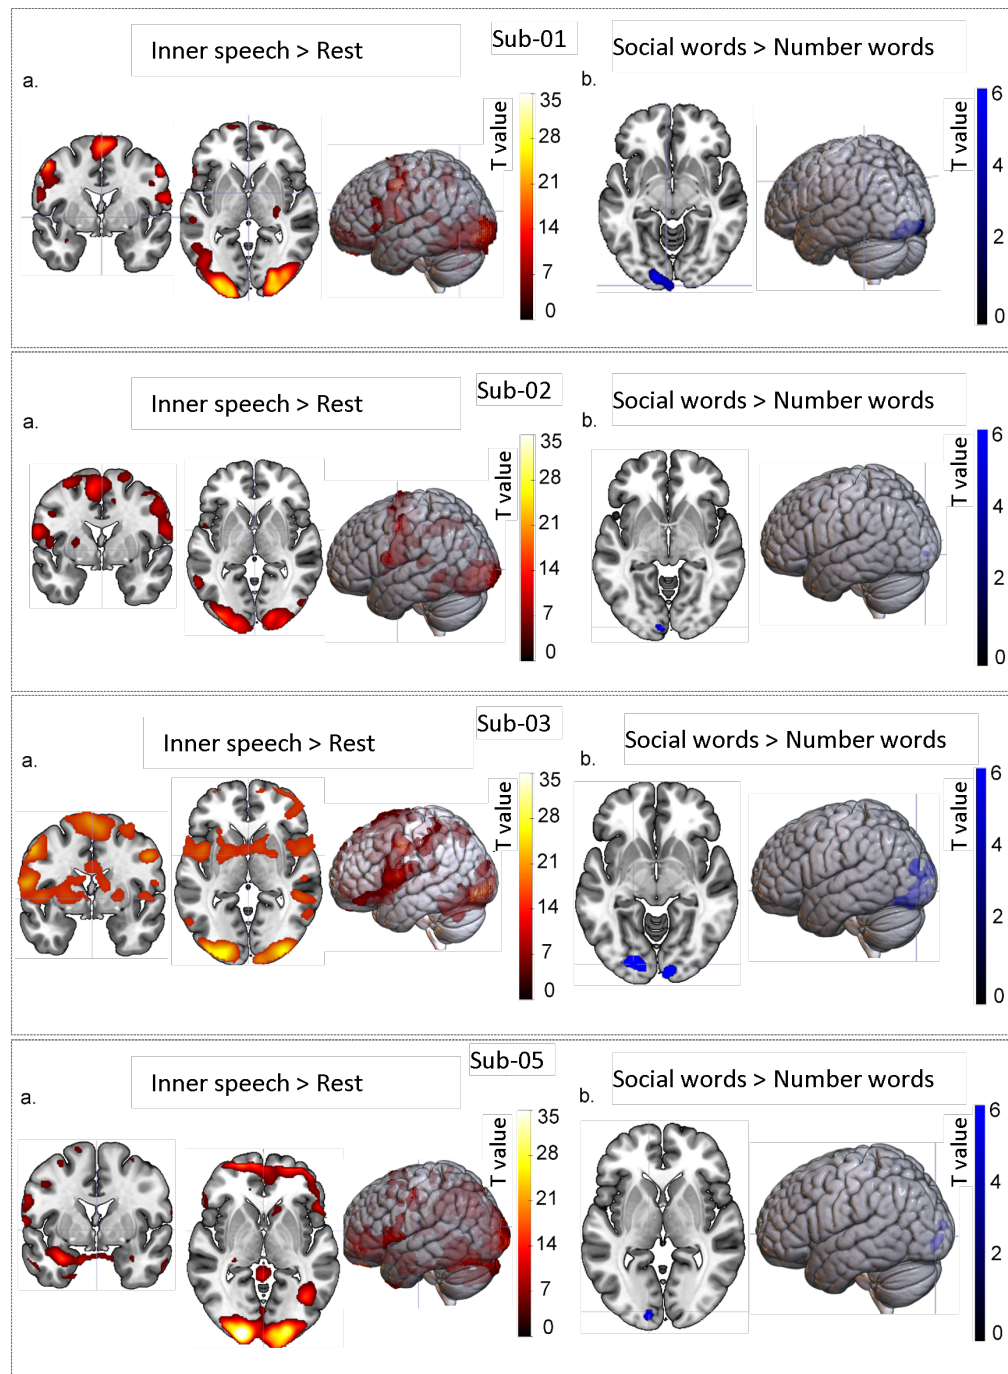 Sub-01
Inner speech > Rest
Social words > Number words
a.
b.
T value
35
28
21
14
7
0
T value
6
4
2
0
Sub-02
Inner speech > Rest
Social words > Number words
a.
b.
T value
35
28
21
14
7
0
T value
6
4
2
0
Sub-03
Inner speech > Rest
Social words > Number words
a.
b.
T value
35
28
21
14
7
0
T value
6
4
2
0
Sub-05
Inner speech > Rest
Social words > Number words
a.
b.
T value
35
28
21
14
7
0
T value
6
4
2
0